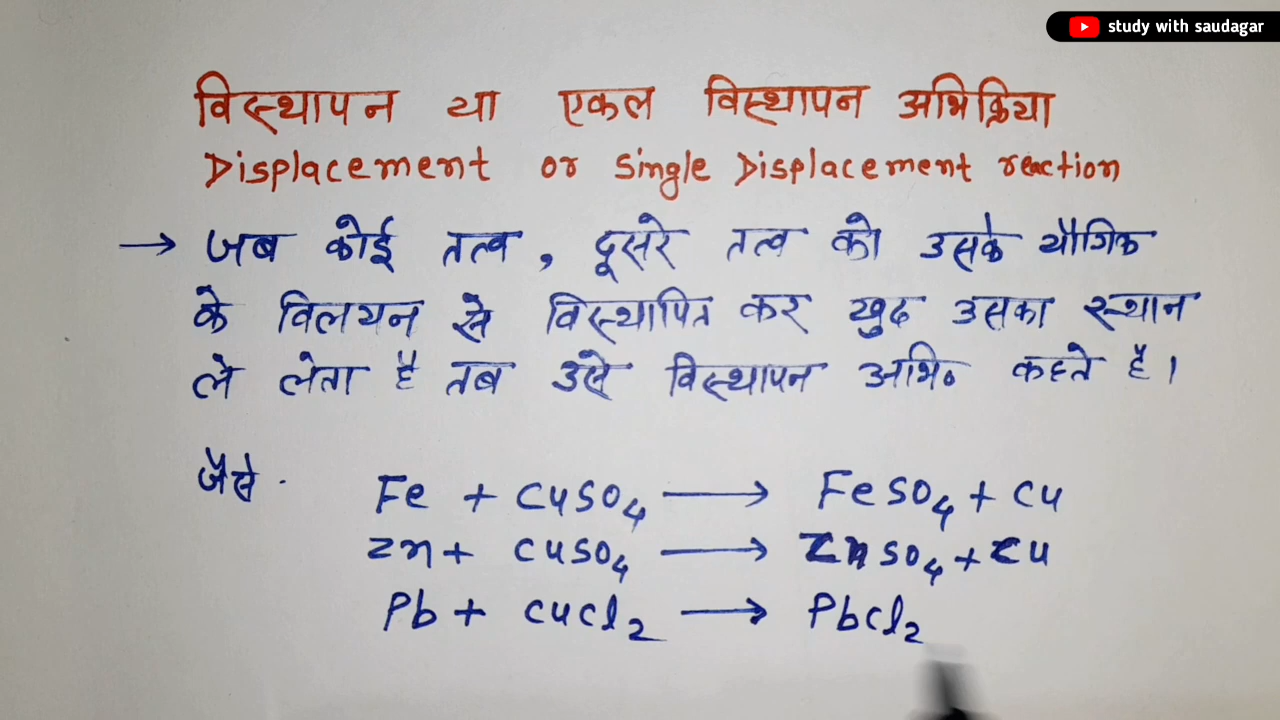 study with saudagar
विस्थापन या एकल विस्थापन अभिक्रिया
Displacement or Single Displacement reaction
→ जब कोई तत्व, दूसरे तत्व को उसके यौगिक
के विलयन से विस्थापित कर खुद उसका स्थान
ले लेता है तब उसे विस्थापन अभि० कहते है।
जैसे.
Fe + CuSO₄ → FeSO₄ + Cu
Zn + CuSO₄ → ZnSO₄ + Cu
Pb + CuCl₂ → PbCl₂